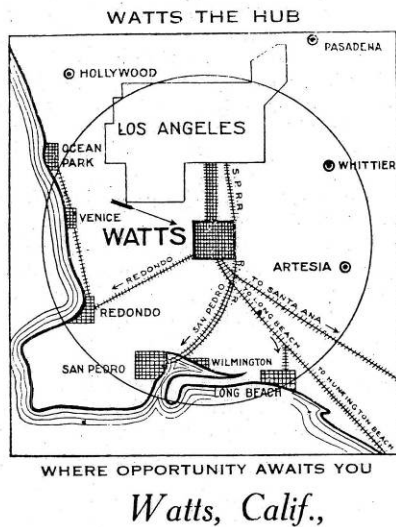 WATTS THE HUB
PASADENA
HOLLYWOOD
LOS ANGELES
OCEAN
PARK
S.P.R.R.
WHITTIER
VENICE
WATTS
ARTESIA
REDONDO
TO SANTA ANA
TO LONG BEACH
SAN PEDRO
R.R.
REDONDO
TO HUNTINGTON BEACH
SAN PEDRO
WILMINGTON
LONG BEACH
WHERE OPPORTUNITY AWAITS YOU
Watts, Calif.,